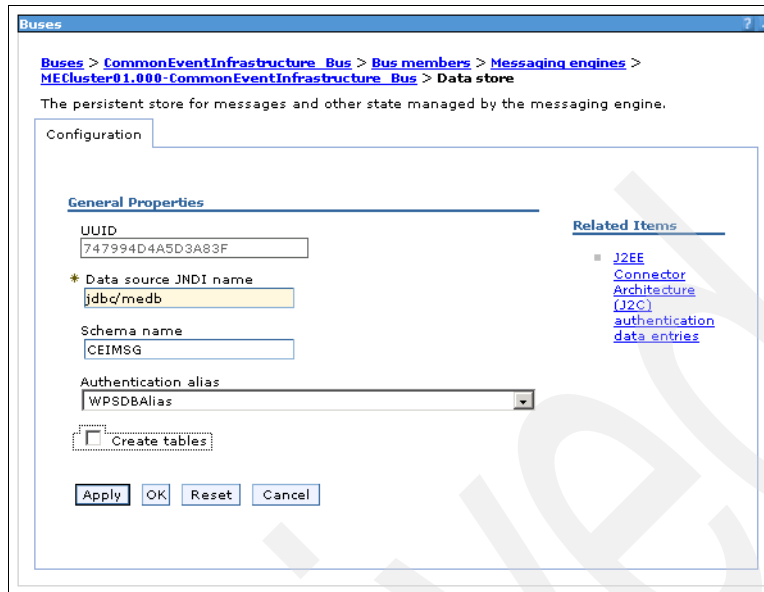 Buses
?
Buses > CommonEventInfrastructure_Bus > Bus members > Messaging engines >
MECluster01.000-CommonEventInfrastructure_Bus > Data store
The persistent store for messages and other state managed by the messaging engine.
Configuration
General Properties
UUID
747994D4A5D3A83F
* Data source JNDI name
jdbc/medb
Schema name
CEIMSG
Authentication alias
WPSDBAlias
Create tables
Apply OK Reset Cancel
Related Items
J2EE
Connector
Architecture
(J2C)
authentication
data entries